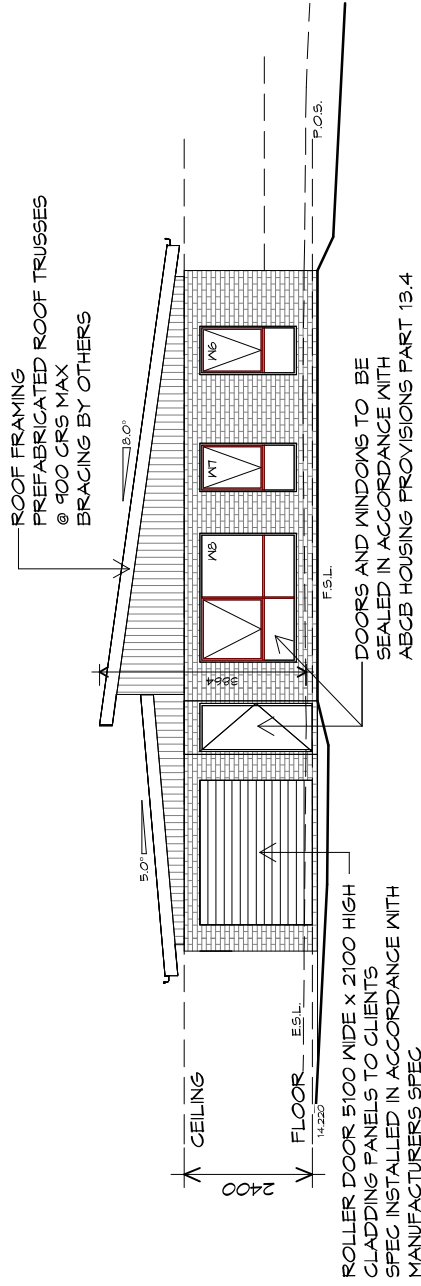 ROOF FRAMING
PREFABRICATED ROOF TRUSSES
@ 900 CRS MAX
BRACING BY OTHERS
8.0°
5.0°
CEILING
2400
3864
W8
W7
W6
FLOOR
E.S.L.
14.220
F.S.L.
P.O.S.
ROLLER DOOR 5100 WIDE x 2100 HIGH
CLADDING PANELS TO CLIENTS
SPEC INSTALLED IN ACCORDANCE WITH
MANUFACTURERS SPEC
DOORS AND WINDOWS TO BE
SEALED IN ACCORDANCE WITH
ABCB HOUSING PROVISIONS PART 13.4